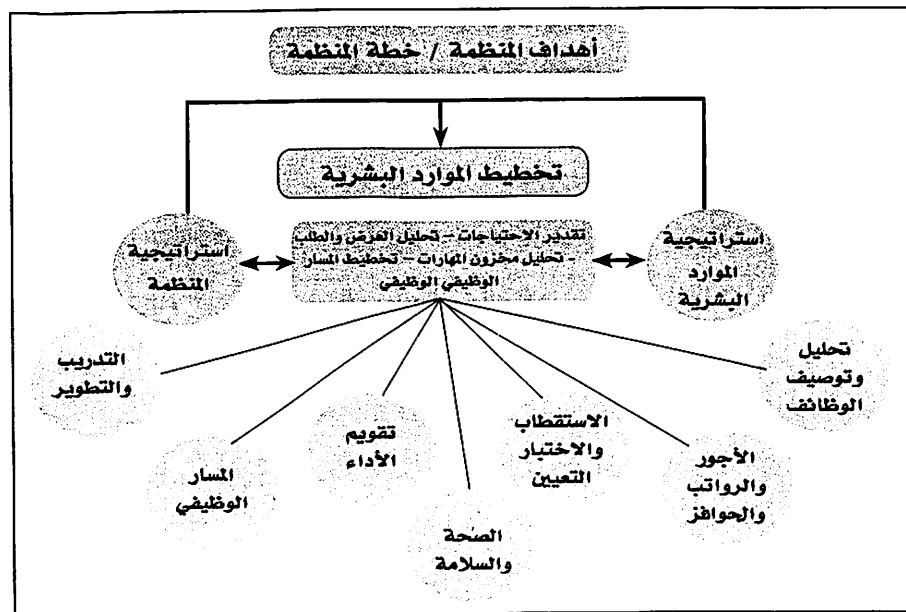 أهداف المنظمة / خطة المنظمة
تخطيط الموارد البشرية
استراتيجية
الموارد
البشرية
تقدير الاحتياجات – تحليل العرض والطلب
- تحليل مخزون المهارات – تخطيط المسار
الوظيفي الوظيفي
استراتيجية
المنظمة
تحليل
وتوصيف
الوظائف
الأجور
والرواتب
والحوافز
الاستقطاب
والاختبار
التعيين
الصحة
والسلامة
تقويم
الأداء
المسار
الوظيفي
التدريب
والتطوير